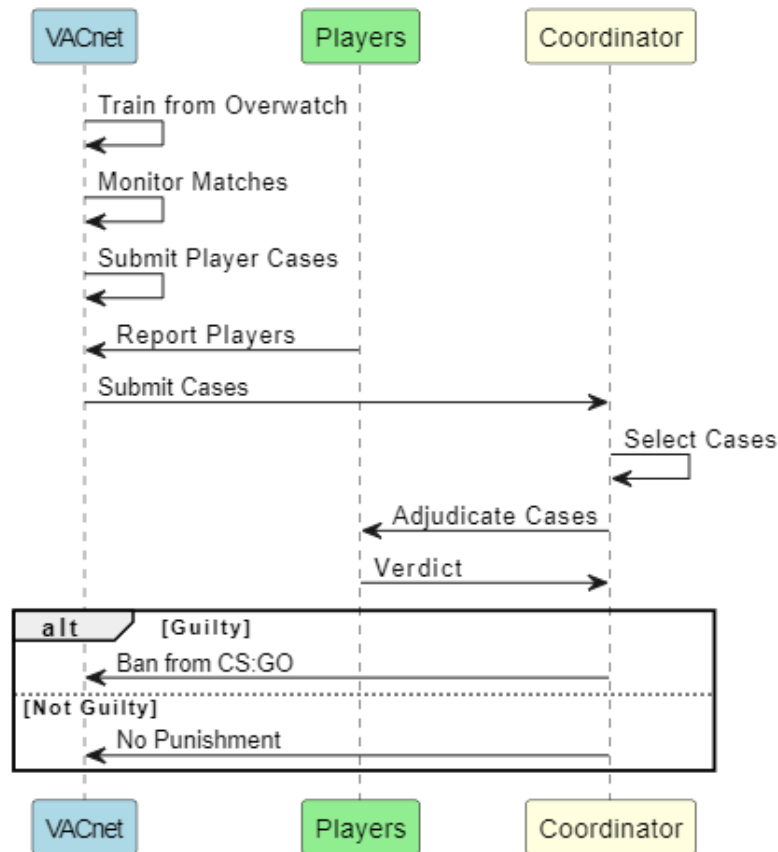 VACnet Players Coordinator
Train from Overwatch
Monitor Matches
Submit Player Cases
Report Players
Submit Cases
Select Cases
Adjudicate Cases
Verdict
alt [Guilty]
Ban from CS:GO
[Not Guilty]
No Punishment
VACnet Players Coordinator